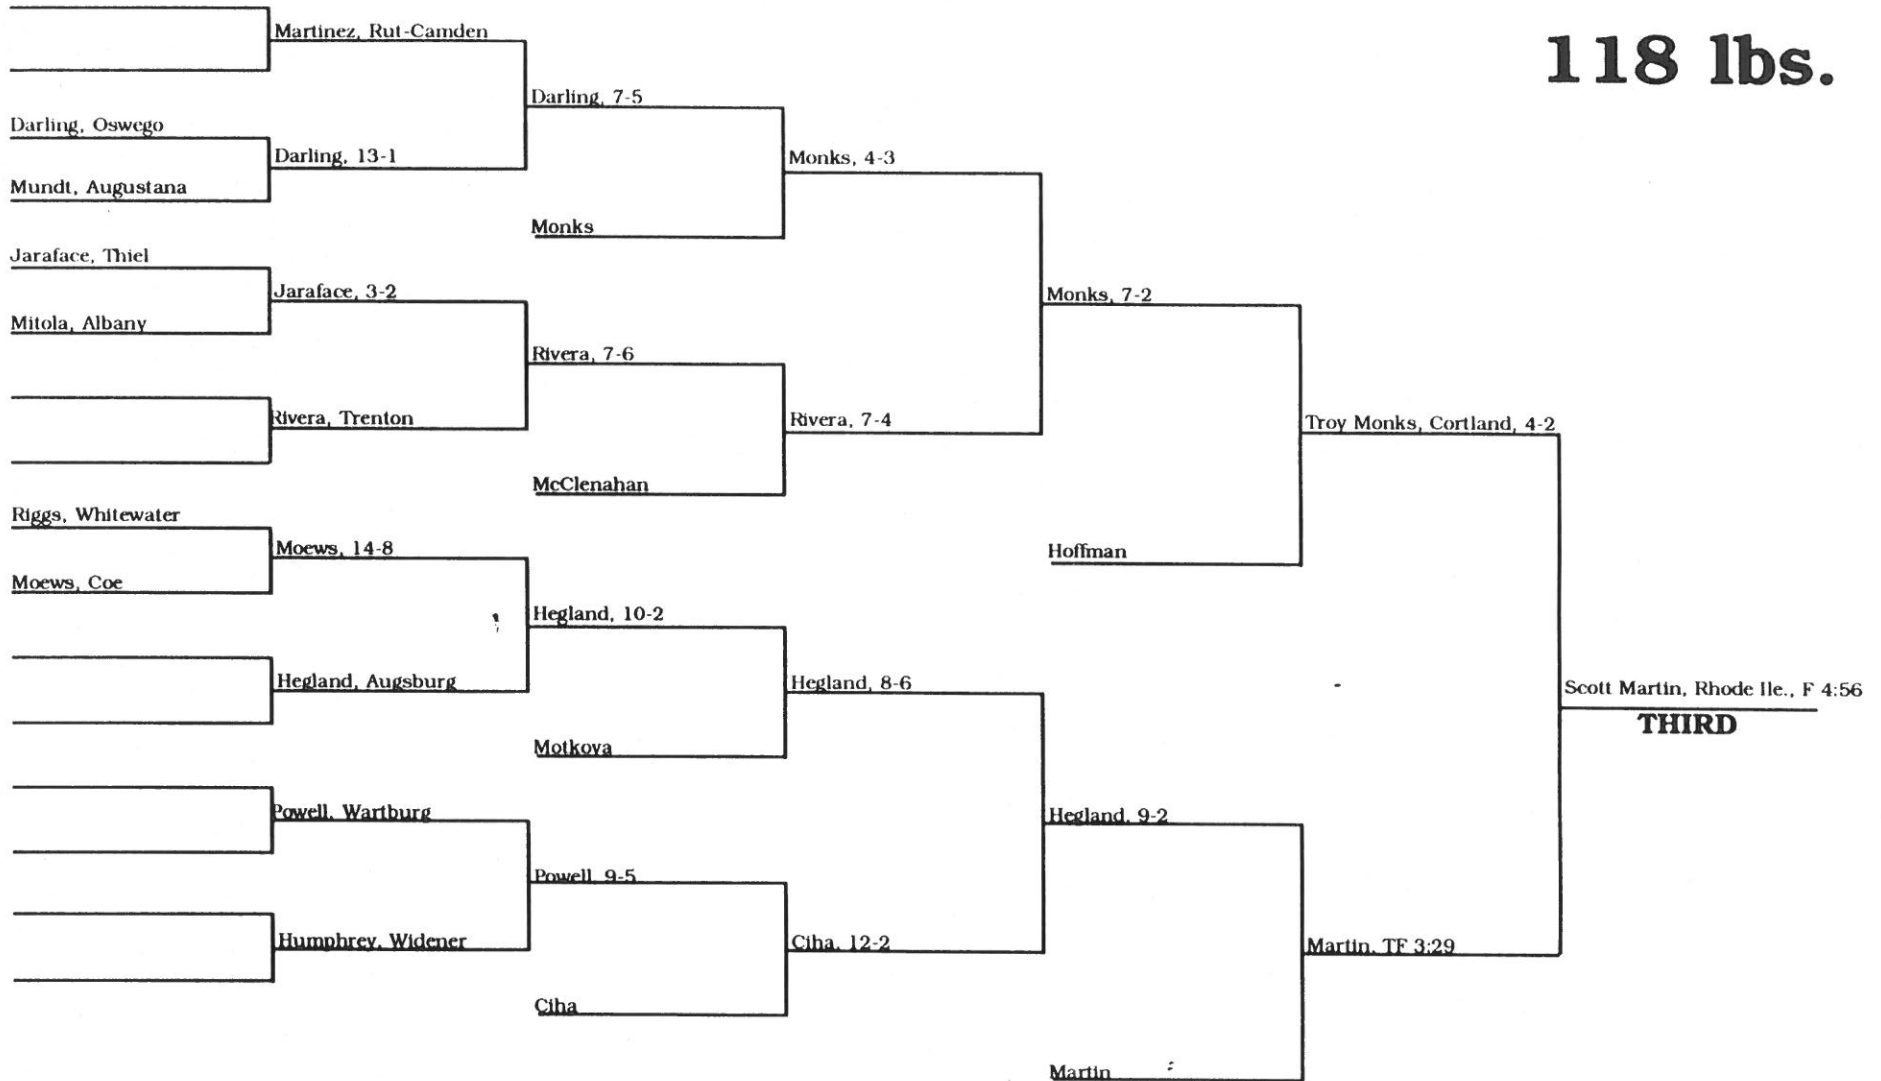 118 lbs.
Martinez, Rut-Camden
Darling, Oswego
Mundt, Augustana
Darling, 13-1
Darling, 7-5
Monks
Monks, 4-3
Jaraface, Thiel
Mitola, Albany
Jaraface, 3-2
Rivera, Trenton
Rivera, 7-6
McClenahan
Rivera, 7-4
Monks, 7-2
Hoffman
Troy Monks, Cortland, 4-2
Riggs, Whitewater
Moews, Coe
Moews, 14-8
Hegland, Augsburg
Hegland, 10-2
Motkova
Hegland, 8-6
Powell, Wartburg
Humphrey, Widener
Powell, 9-5
Ciha
Ciha, 12-2
Hegland, 9-2
Martin
Martin, TF 3:29
Scott Martin, Rhode Ile., F 4:56
THIRD